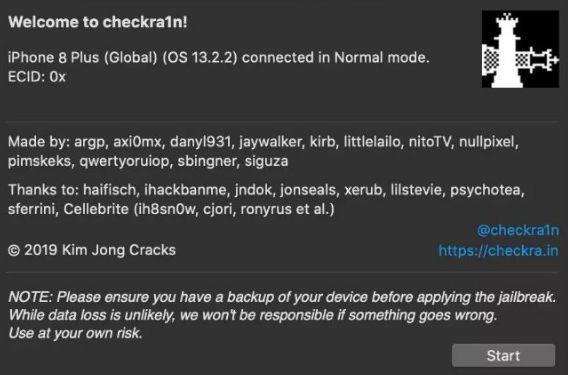 Welcome to checkra1n!
iPhone 8 Plus (Global) (OS 13.2.2) connected in Normal mode.
ECID: 0x
Made by: argp, axi0mx, danyl931, jaywalker, kirb, littlelailo, nitoTV, nullpixel,
pimskeks, qwertyoruiop, sbingner, siguza
Thanks to: haifisch, ihackbanme, jndok, jonseals, xerub, lilstevie, psychotea,
sferrini, Cellebrite (ih8sn0w, cjori, ronyrus et al.)
@checkra1n
© 2019 Kim Jong Cracks
https://checkra.in
NOTE: Please ensure you have a backup of your device before applying the jailbreak.
While data loss is unlikely, we won't be responsible if something goes wrong.
Use at your own risk.
Start